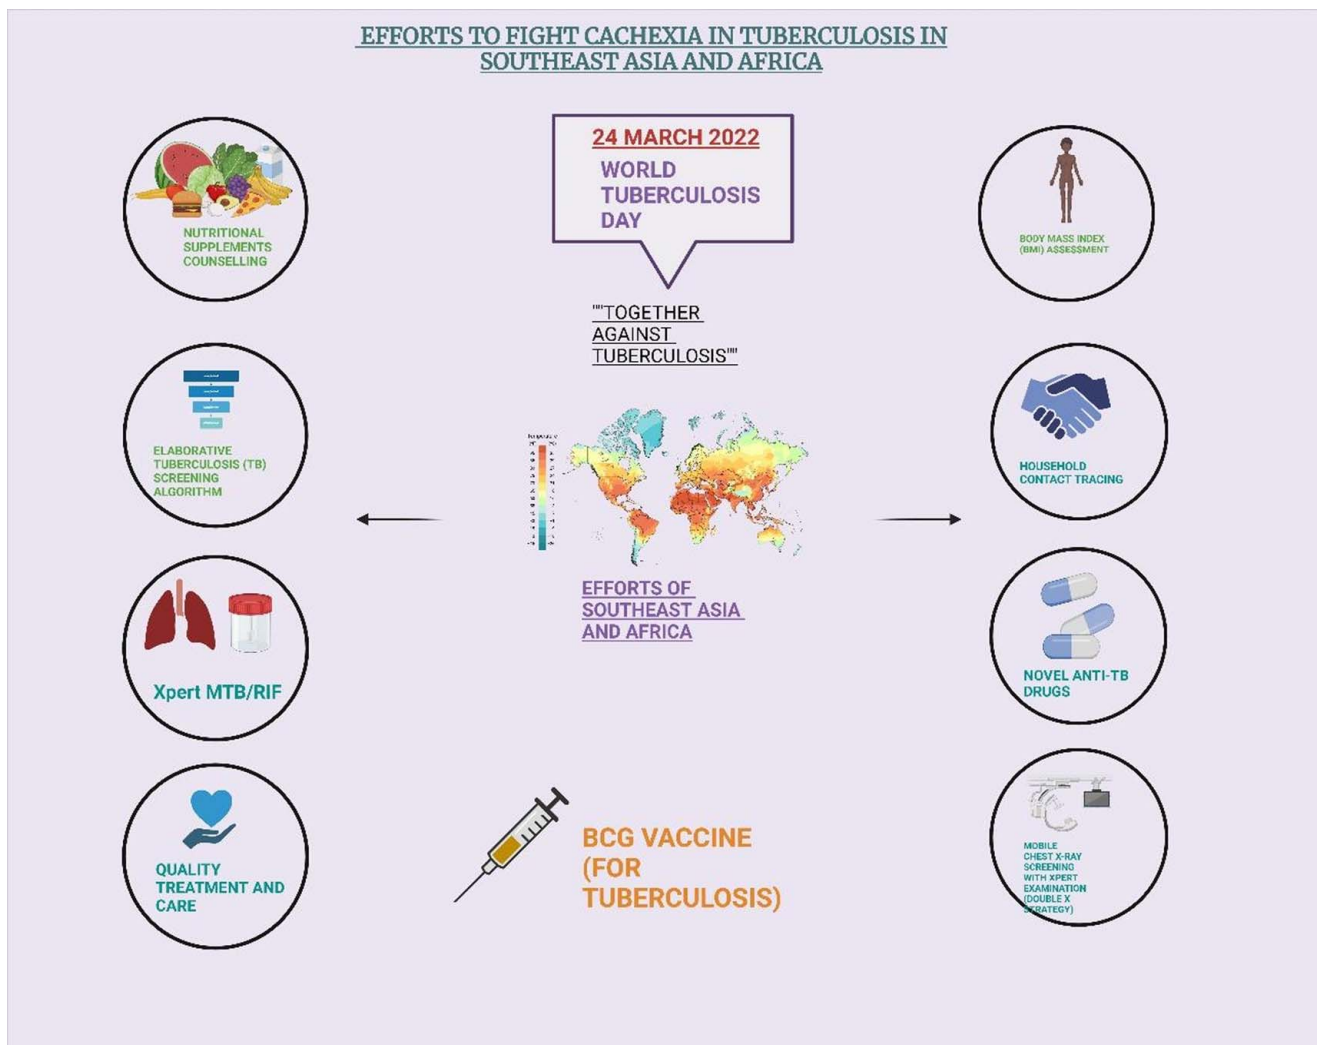 EFFORTS TO FIGHT CACHEXIA IN TUBERCULOSIS IN
SOUTHEAST ASIA AND AFRICA
24 MARCH 2022
WORLD
TUBERCULOSIS
DAY
""TOGETHER
AGAINST
TUBERCULOSIS""
NUTRITIONAL
SUPPLEMENTS
COUNSELLING
ELABORATIVE
TUBERCULOSIS (TB)
SCREENING
ALGORITHM
Xpert MTB/RIF
QUALITY
TREATMENT AND
CARE
Temperature
EFFORTS OF
SOUTHEAST ASIA
AND AFRICA
BCG VACCINE
(FOR
TUBERCULOSIS)
BODY MASS INDEX
(BMI) ASSESSMENT
HOUSEHOLD
CONTACT TRACING
NOVEL ANTI-TB
DRUGS
MOBILE
CHEST X-RAY
SCREENING
WITH XPERT
EXAMINATION
(DOUBLE X
STRATEGY)